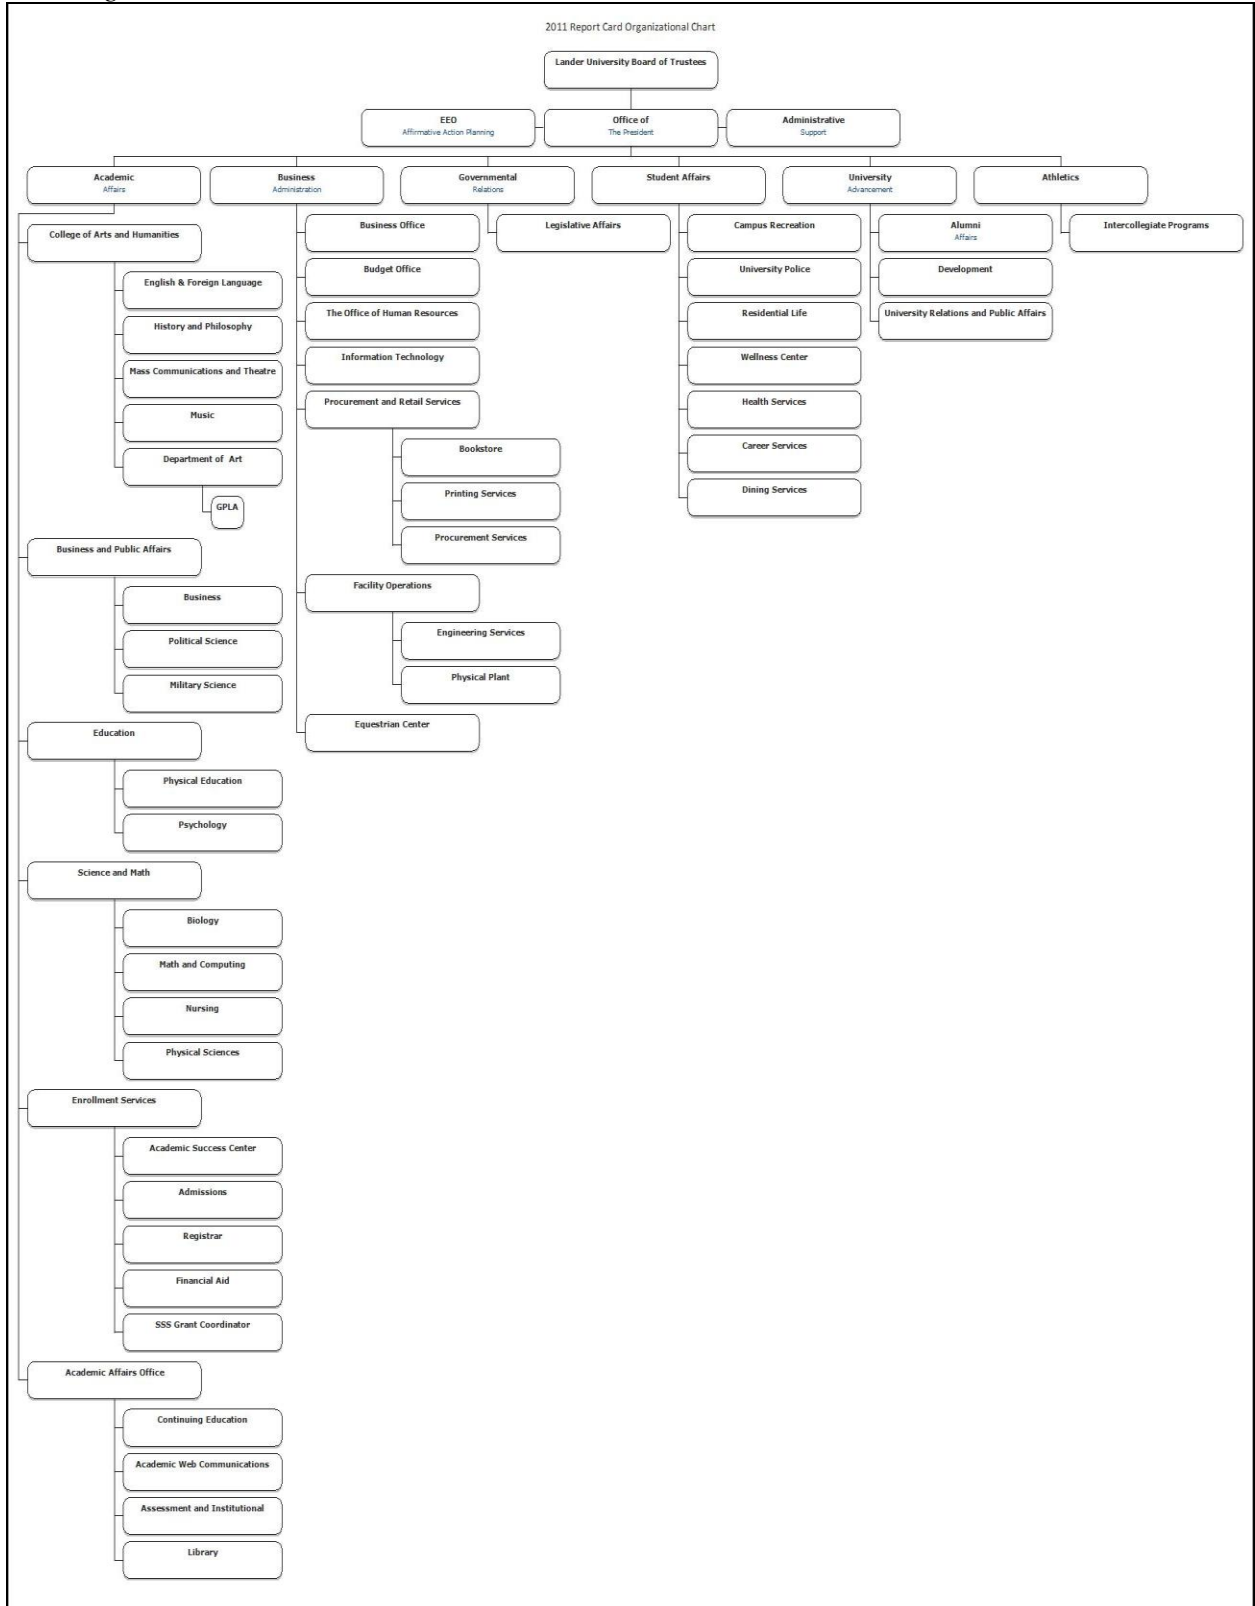 2011 Report Card Organizational Chart
Lander University Board of Trustees
EEO
Affirmative Action Planning
Office of
The President
Administrative
Support
Academic
Affairs
Business
Administration
Governmental
Relations
Student Affairs
University
Advancement
Athletics
College of Arts and Humanities
English & Foreign Language
History and Philosophy
Mass Communications and Theatre
Music
Department of Art
GPLA
Business and Public Affairs
Business
Political Science
Military Science
Education
Physical Education
Psychology
Science and Math
Biology
Math and Computing
Nursing
Physical Sciences
Enrollment Services
Academic Success Center
Admissions
Registrar
Financial Aid
SSS Grant Coordinator
Academic Affairs Office
Continuing Education
Academic Web Communications
Assessment and Institutional
Library
Business Office
Budget Office
The Office of Human Resources
Information Technology
Procurement and Retail Services
Bookstore
Printing Services
Procurement Services
Facility Operations
Engineering Services
Physical Plant
Equestrian Center
Legislative Affairs
Campus Recreation
University Police
Residential Life
Wellness Center
Health Services
Career Services
Dining Services
Alumni
Affairs
Development
University Relations and Public Affairs
Intercollegiate Programs